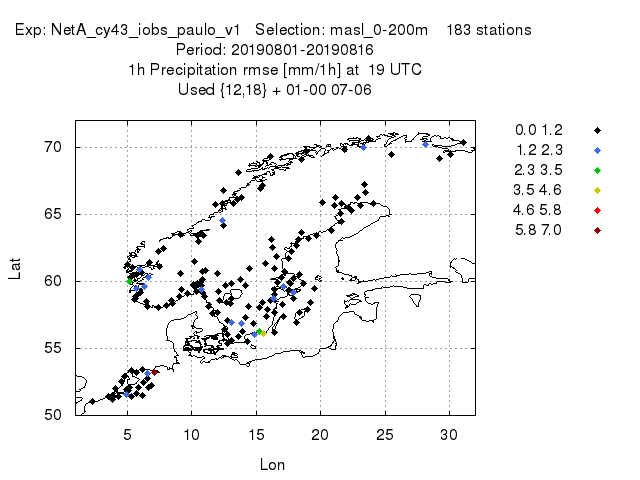 Exp: NetA_cy43_iobs_paulo_v1 Selection: masl_0-200m 183 stations
Period: 20190801-20190816
1h Precipitation rmse [mm/1h] at 19 UTC
Used {12,18} + 01-00 07-06
0.0 1.2
1.2 2.3
2.3 3.5
3.5 4.6
4.6 5.8
5.8 7.0
70
65
60
55
50
Lat
5 10 15 20 25 30
Lon